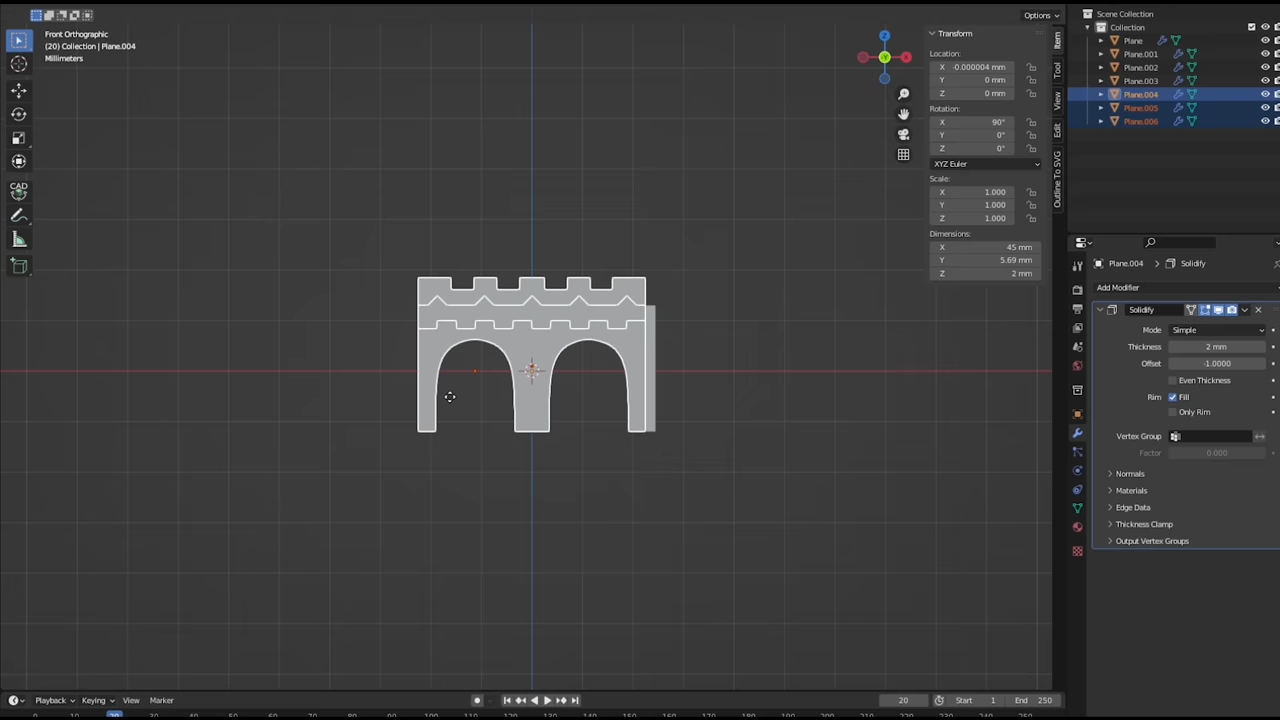 Options
Front Orthographic
(20) Collection | Plane.004
Millimeters
CAD
Z
Y
X
Transform
Location:
X -0.000004 mm
Y 0 mm
Z 0 mm
Rotation:
X 90°
Y 0°
Z 0°
XYZ Euler
Scale:
X 1.000
Y 1.000
Z 1.000
Dimensions:
X 45 mm
Y 5.69 mm
Z 2 mm
Item
Tool
View
Edit
Outline To SVG
Scene Collection
Collection
Plane
Plane.001
Plane.002
Plane.003
Plane.004
Plane.005
Plane.006
Plane.004 > Solidify
Add Modifier
Solidify
Mode Simple
Thickness 2 mm
Offset -1.0000
Even Thickness
Rim Fill
Only Rim
Vertex Group
Factor 0.000
Normals
Materials
Edge Data
Thickness Clamp
Output Vertex Groups
Playback Keying View Marker
20 Start 1 End 250